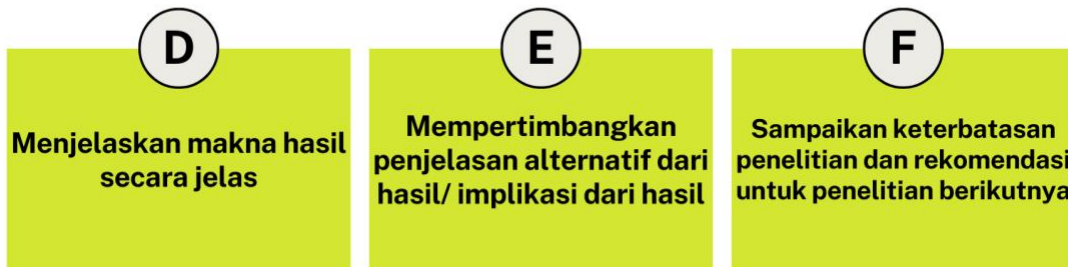 D
Menjelaskan makna hasil
secara jelas
E
Mempertimbangkan
penjelasan alternatif dari
hasil/ implikasi dari hasil
F
Sampaikan keterbatasan
penelitian dan rekomendasi
untuk penelitian berikutnya